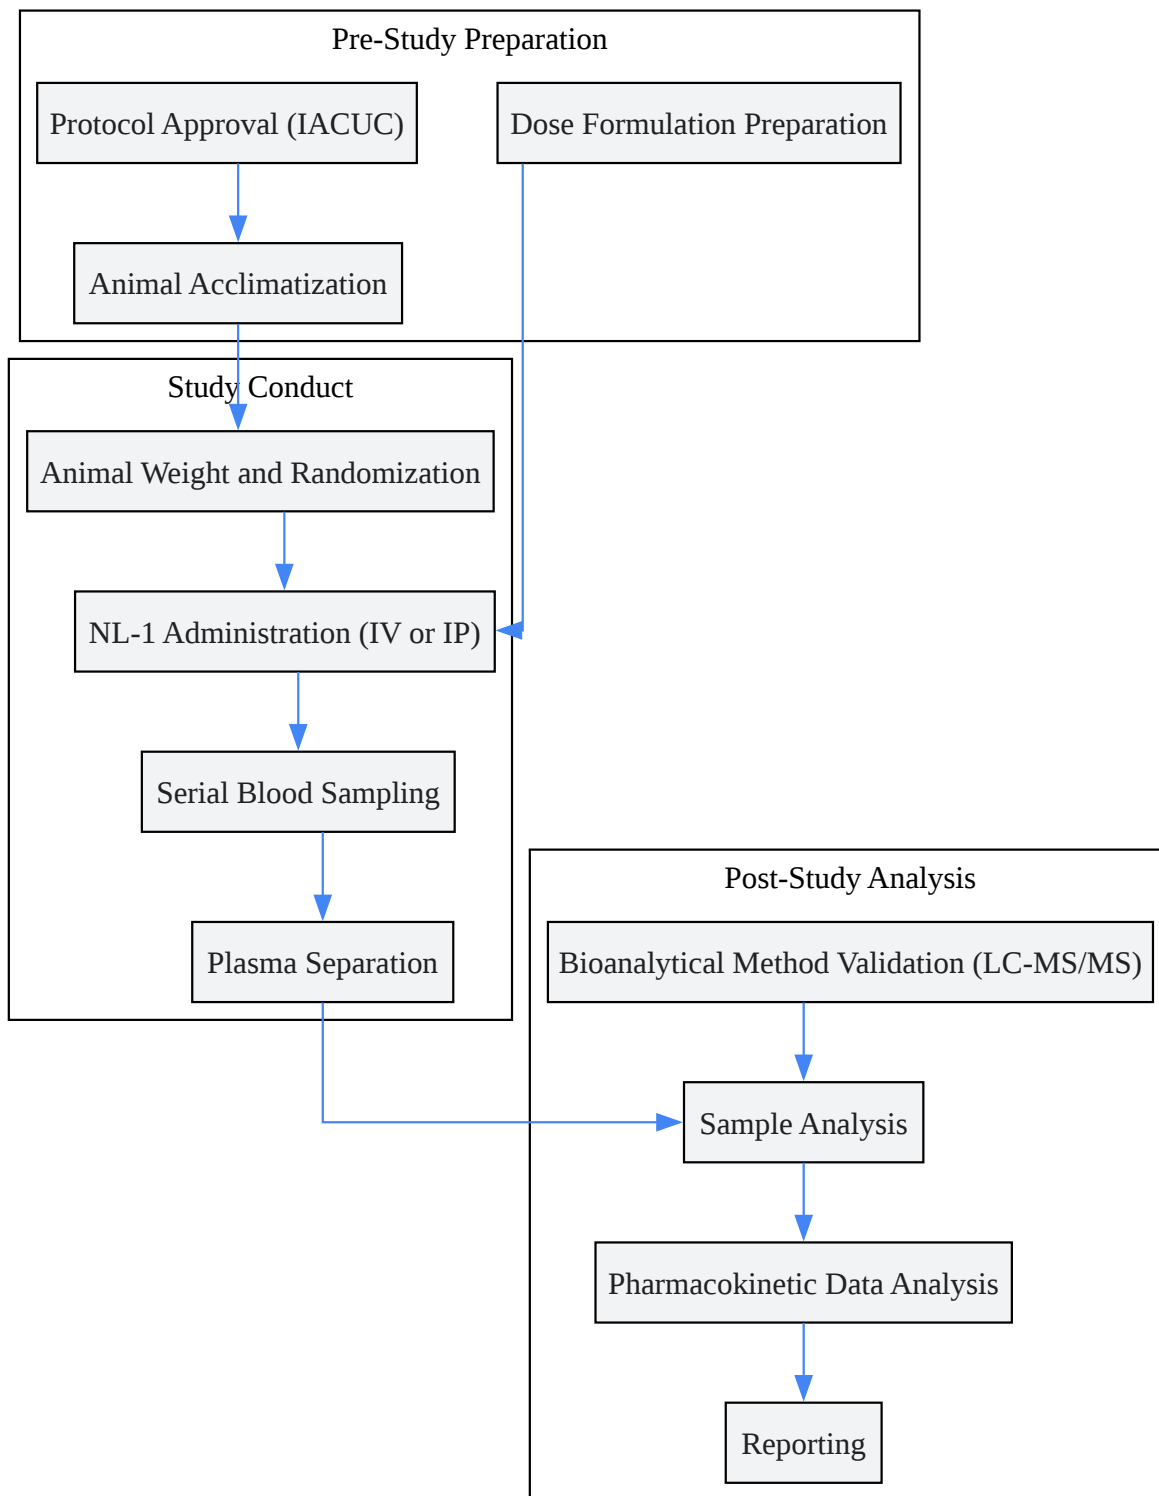 Pre-Study Preparation
Protocol Approval (IACUC)
Dose Formulation Preparation
Animal Acclimatization
Study Conduct
Animal Weight and Randomization
NL-1 Administration (IV or IP)
Serial Blood Sampling
Plasma Separation
Post-Study Analysis
Bioanalytical Method Validation (LC-MS/MS)
Sample Analysis
Pharmacokinetic Data Analysis
Reporting